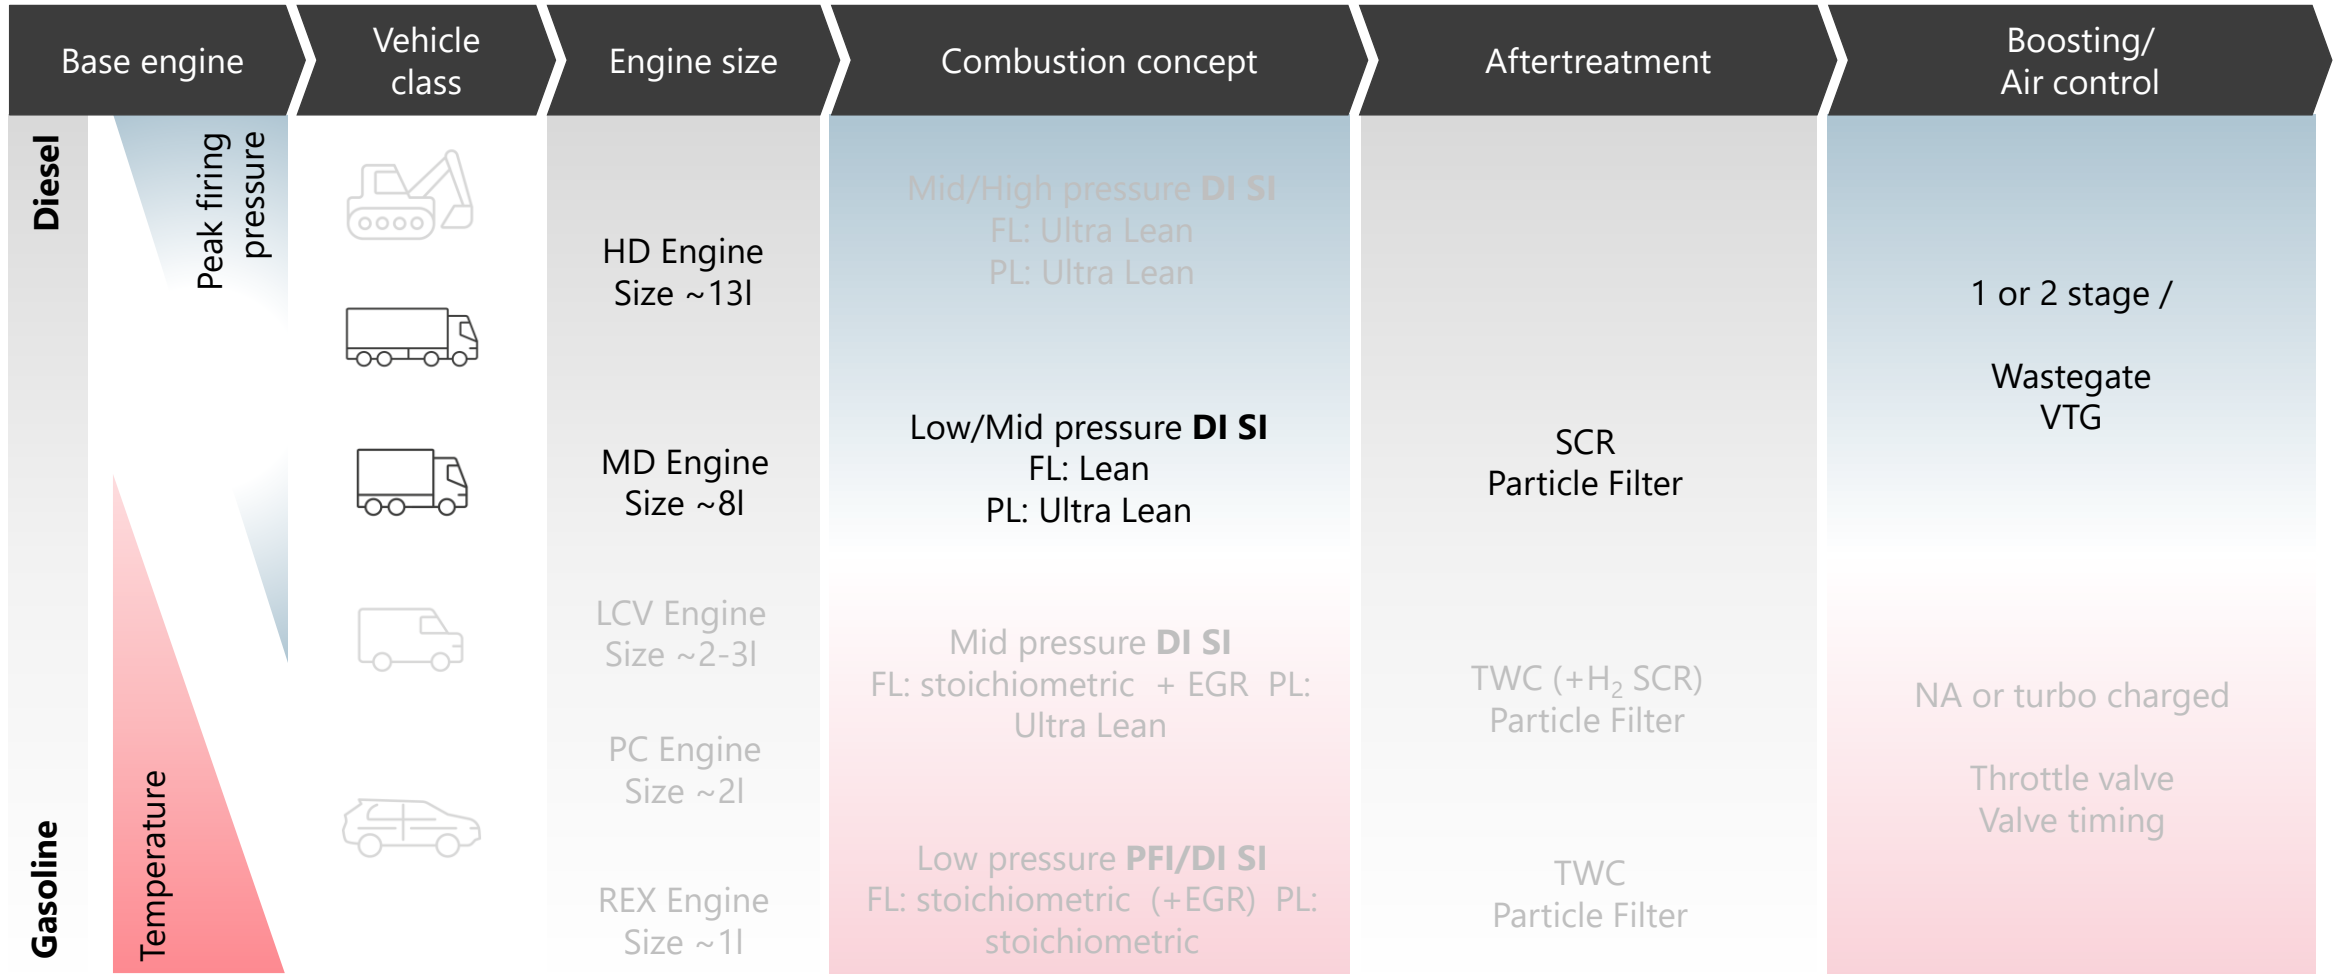 Base engine
Vehicle
class
Engine size
Combustion concept
Aftertreatment
Boosting/
Air control
Diesel
Gasoline
Peak firing
pressure
Temperature
HD Engine
Size ~13l
MD Engine
Size ~8l
LCV Engine
Size ~2-3l
PC Engine
Size ~2l
REX Engine
Size ~1l
Mid/High pressure DI SI
FL: Ultra Lean
PL: Ultra Lean
Low/Mid pressure DI SI
FL: Lean
PL: Ultra Lean
Mid pressure DI SI
FL: stoichiometric + EGR PL:
Ultra Lean
Low pressure PFI/DI SI
FL: stoichiometric (+EGR) PL:
stoichiometric
SCR
Particle Filter
TWC (+H₂ SCR)
Particle Filter
TWC
Particle Filter
1 or 2 stage /
Wastegate
VTG
NA or turbo charged
Throttle valve
Valve timing